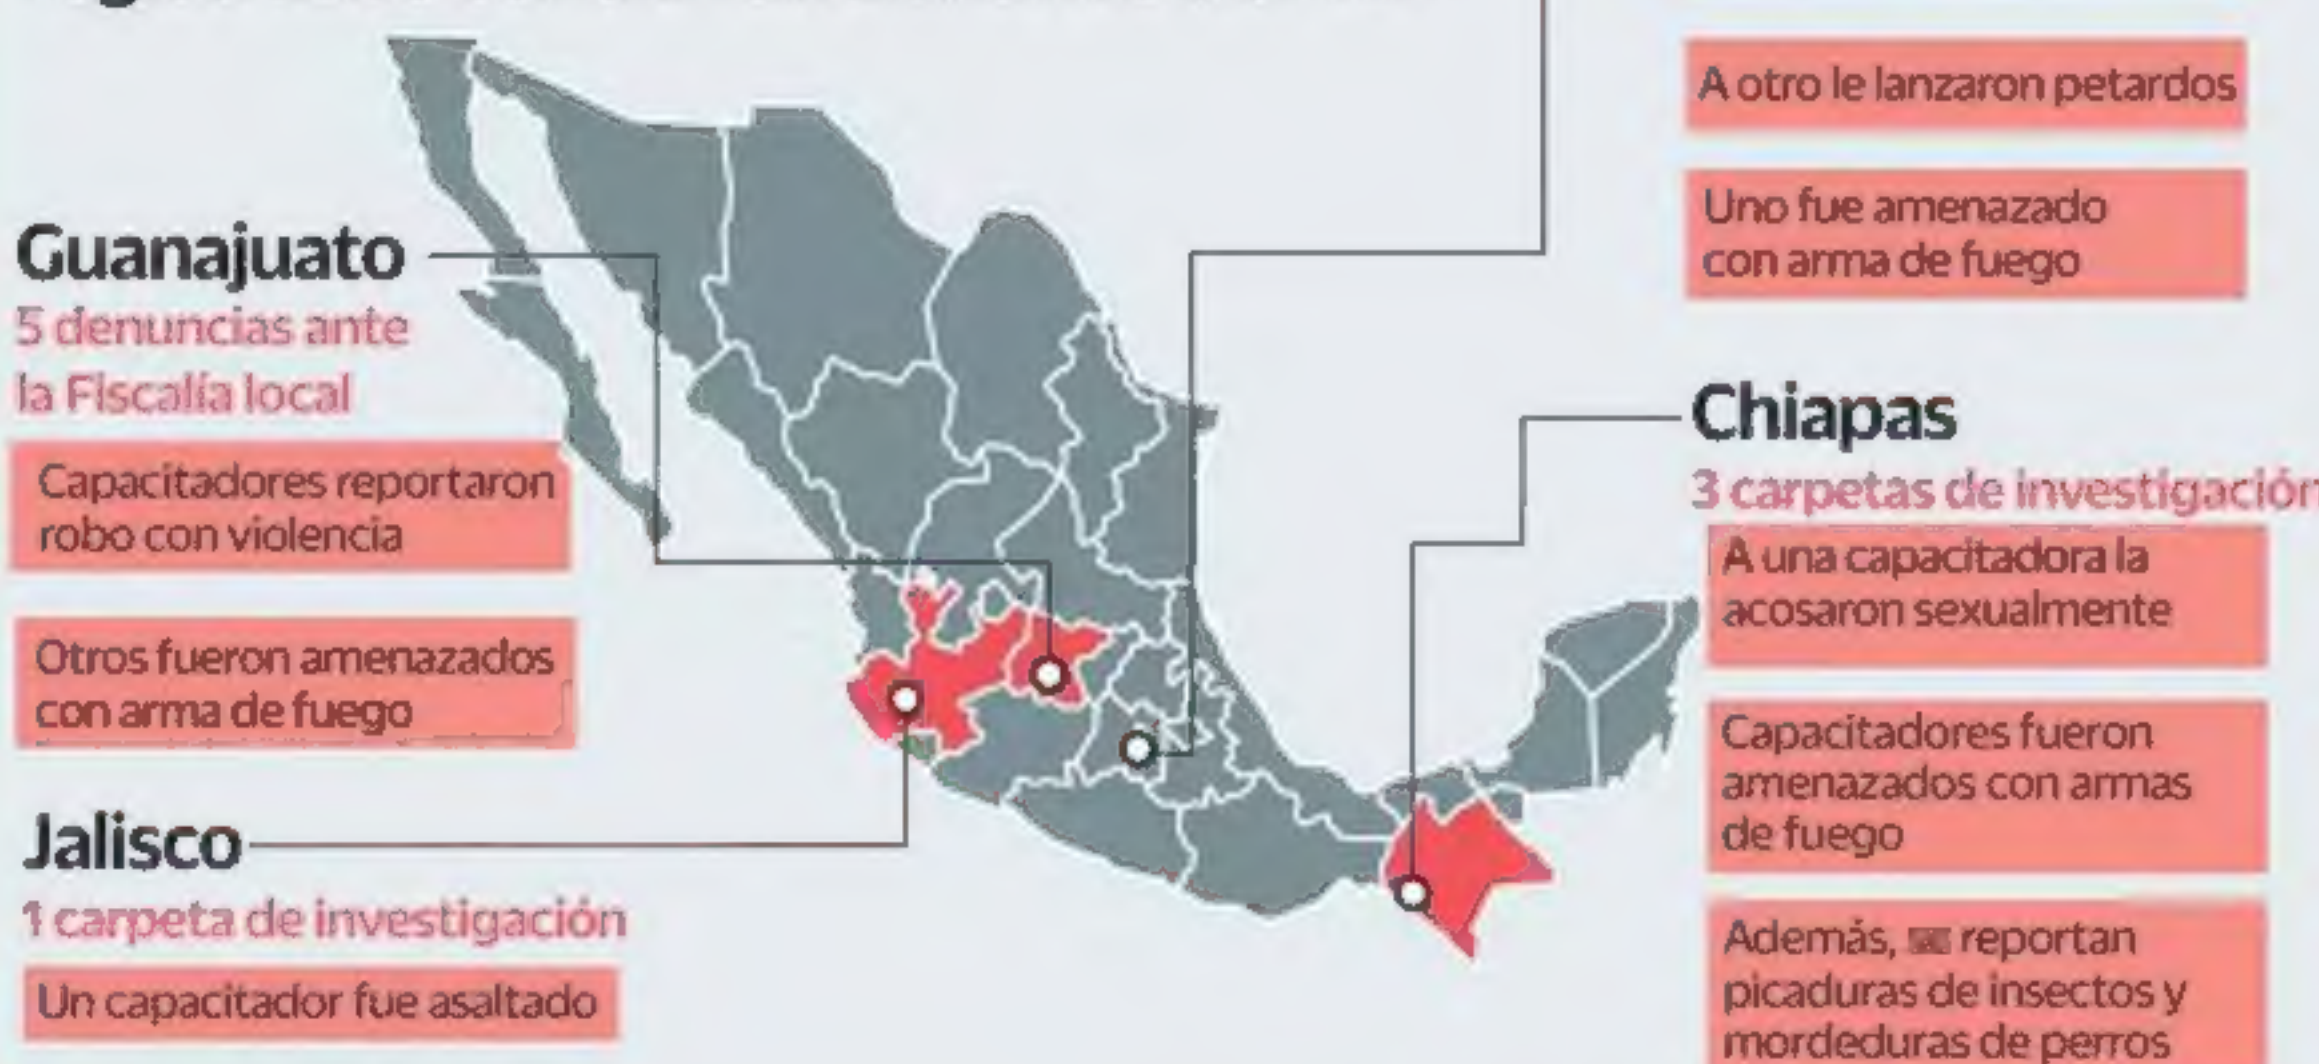 Guanajuato
5 denuncias ante
la Fiscalía local
Capacitadores reportaron
robo con violencia
Otros fueron amenazados
con arma de fuego
Jalisco
1 carpeta de investigación
Un capacitador fue asaltado
A otro le lanzaron petardos
Uno fue amenazado
con arma de fuego
Chiapas
3 carpetas de investigación
A una capacitadora la
acosaron sexualmente
Capacitadores fueron
amenazados con armas
de fuego
Además, reportan
picaduras de insectos y
mordeduras de perros